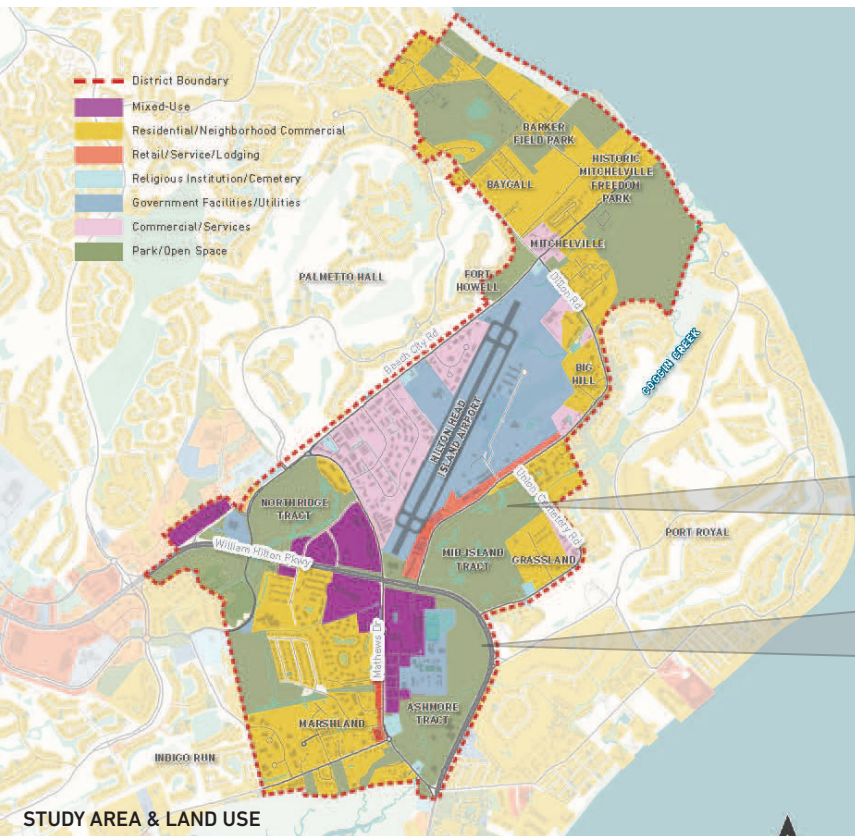 District Boundary
Mixed-Use
Residential/Neighborhood Commercial
Retail/Service/Lodging
Religious Institution/Cemetery
Government Facilities/Utilities
Commercial/Services
Park/Open Space
BARKER
FIELD PARK
HISTORIC
MITCHELVILLE
FREEDOM
PARK
BAYGALL
MITCHELVILLE
PALMETTO HALL
FORT
HOWELL
Dillon Rd
Beach City Rd
BIG
HILL
COGGIN CREEK
HILTON HEAD
ISLAND AIRPORT
NORTHRIDGE
TRACT
Union Cemetery Rd
PORT ROYAL
William Hilton Pkwy
MID-ISLAND
TRACT
GRASSLAND
Mathews Dr
ASHMORE
TRACT
MARSHLAND
INDIGO RUN
STUDY AREA & LAND USE